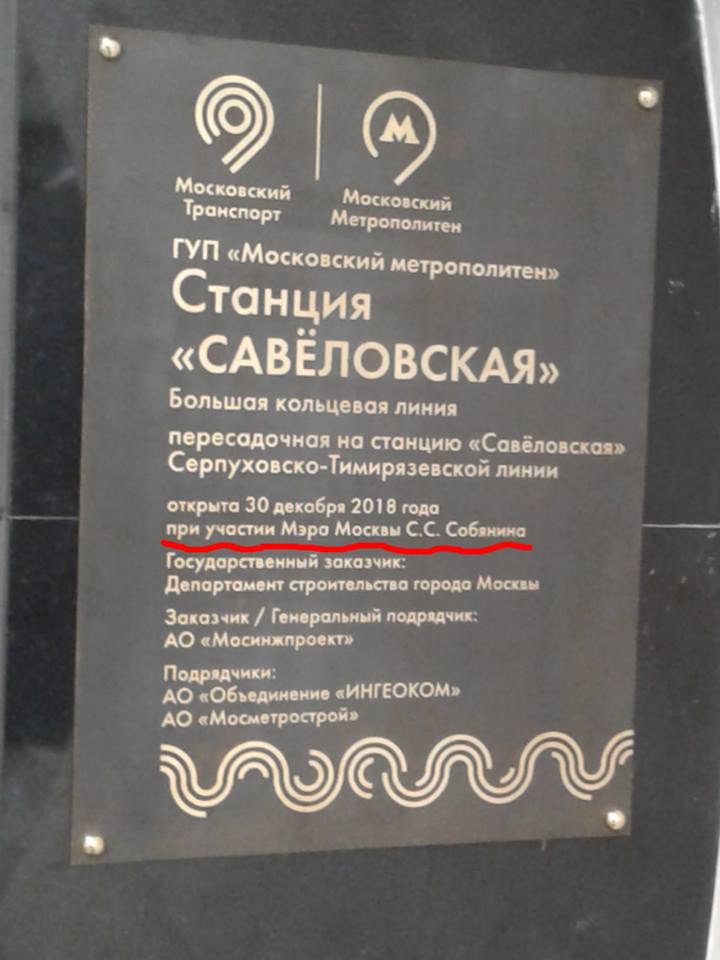 Московский
Транспорт
М
Московский
Метрополитен
ГУП «Московский метрополитен»
Станция
«САВЁЛОВСКАЯ»
Большая кольцевая линия
пересадочная на станцию «Савёловская»
Серпуховско-Тимирязевской линии
открыта 30 декабря 2018 года
при участии Мэра Москвы С.С. Собянина
Государственный заказчик:
Департамент строительства города Москвы
Заказчик / Генеральный подрядчик:
АО «Мосинжпроект»
Подрядчики:
АО «Объединение «ИНГЕОКОМ»
АО «Мосметрострой»